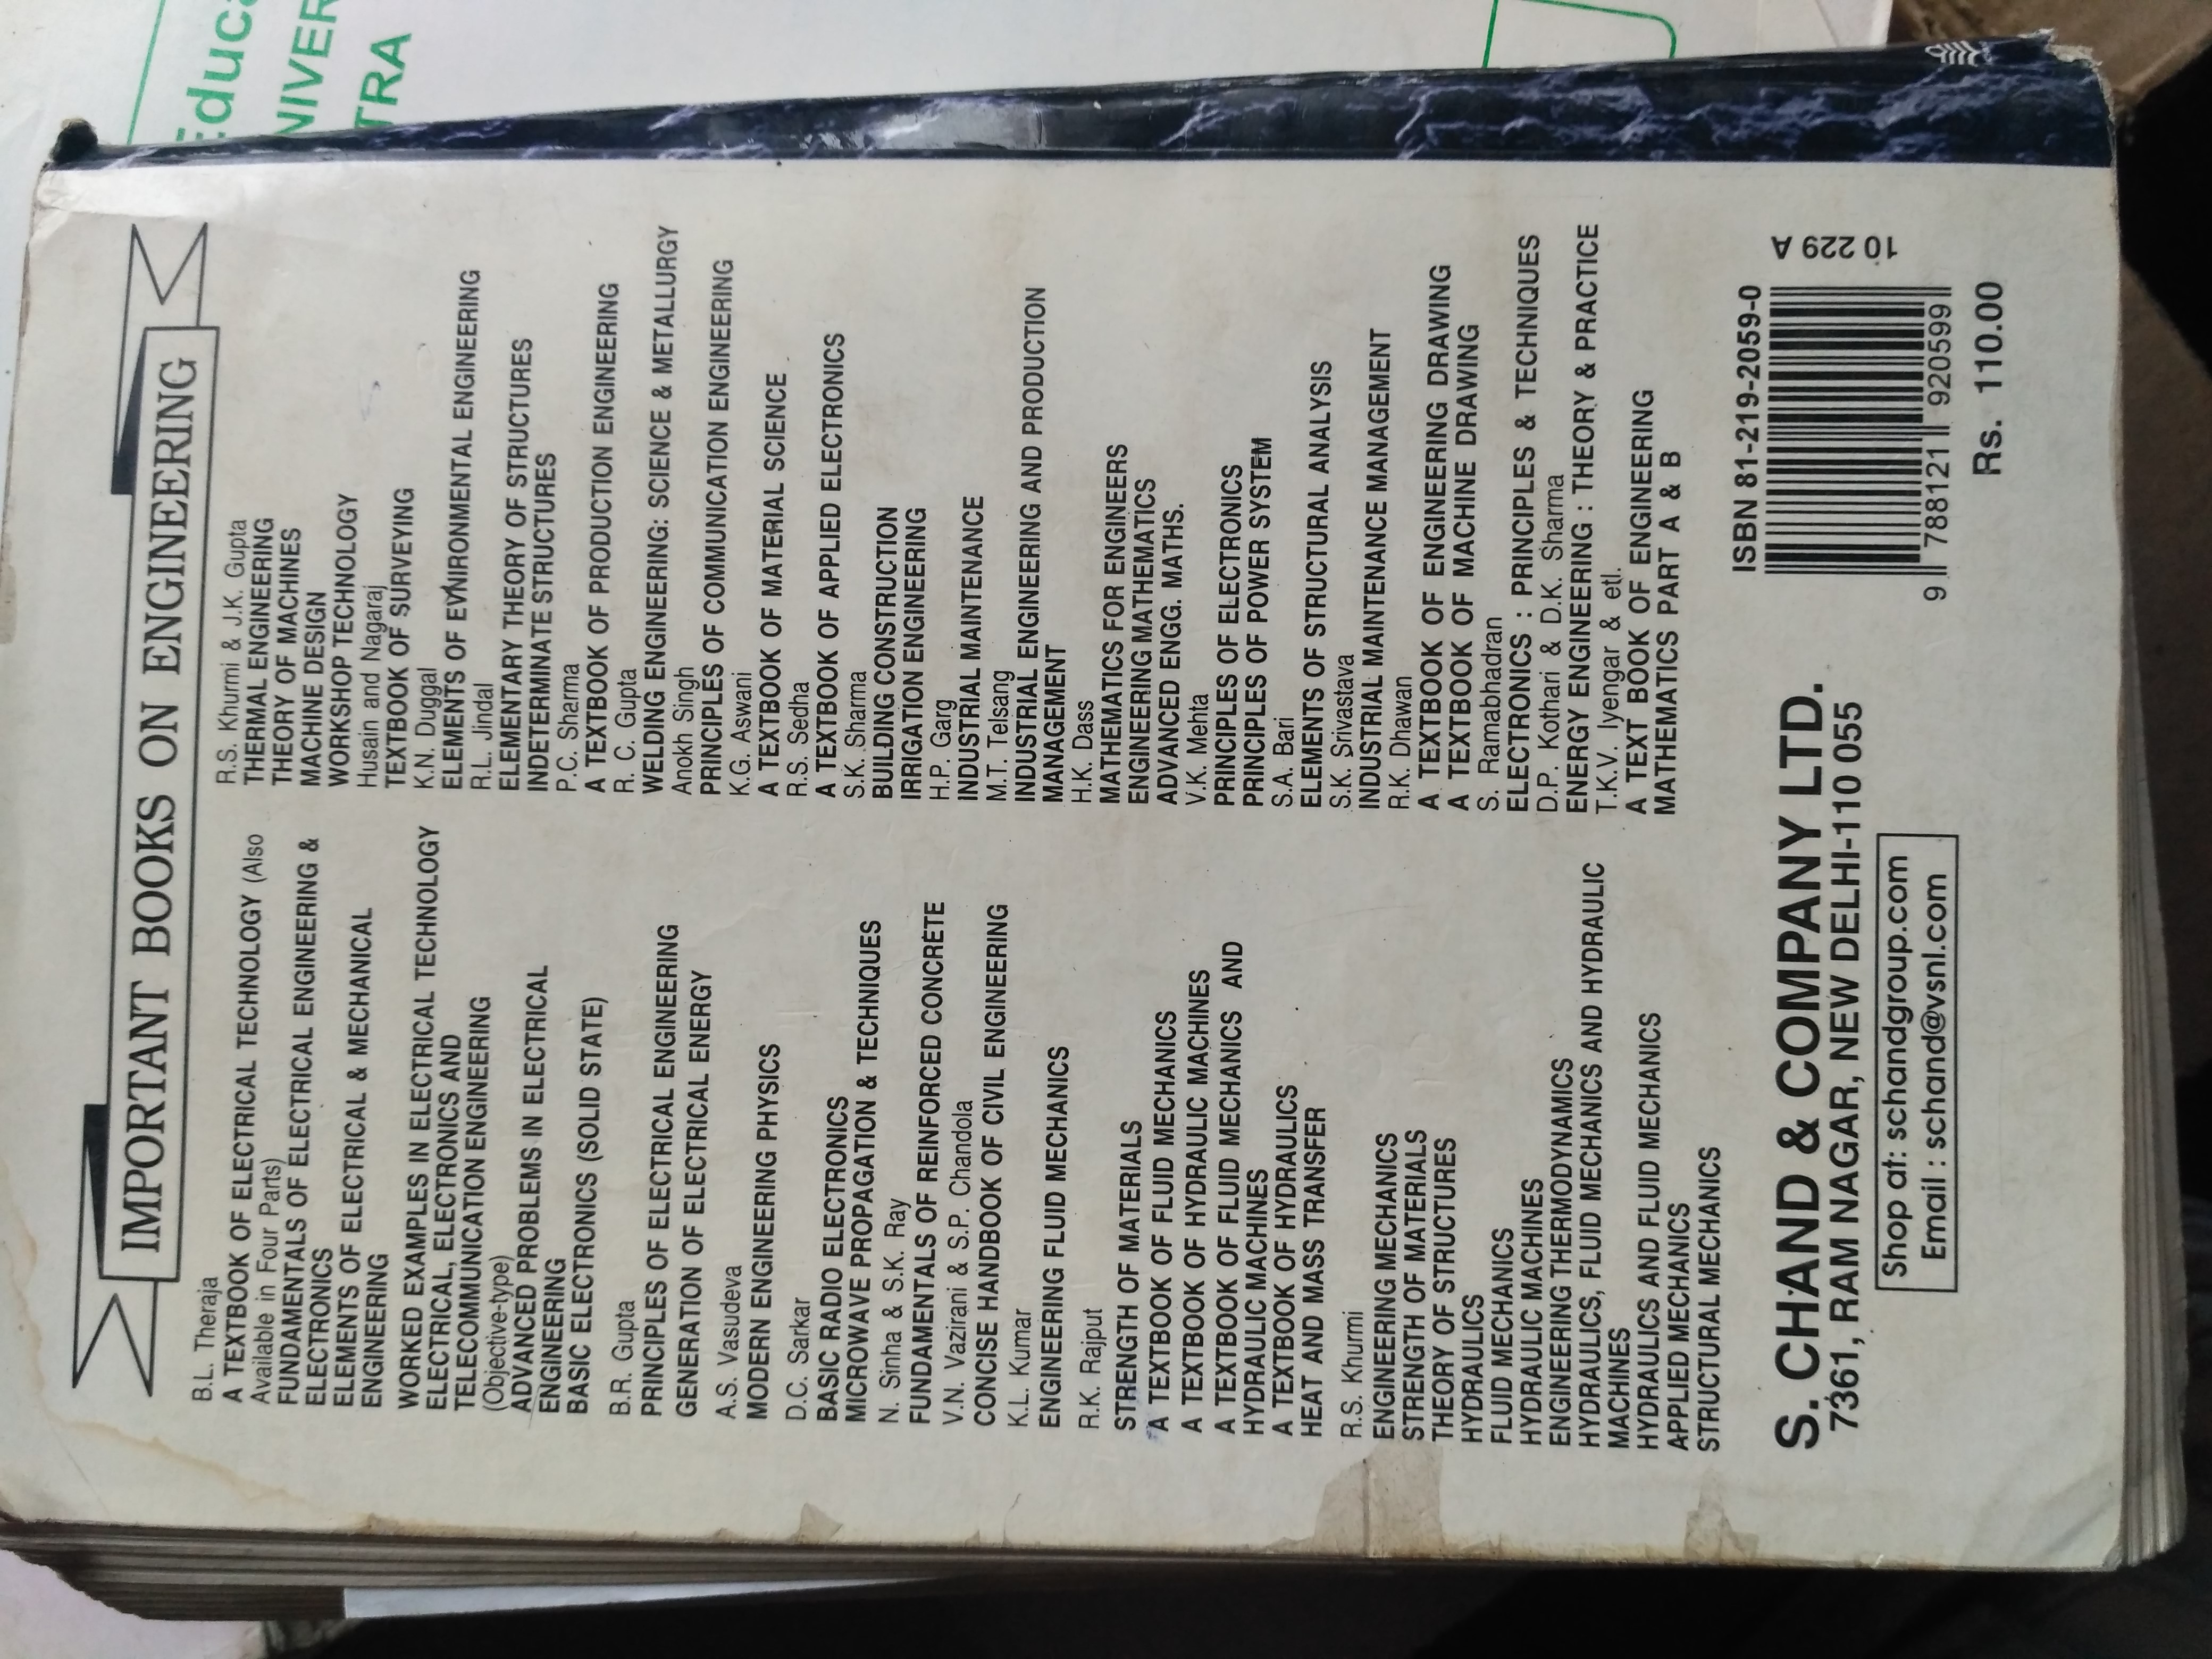 Educ
NIVER
TRA
IMPORTANT BOOKS ON ENGINEERING
B.L. Theraja
A TEXTBOOK OF ELECTRICAL TECHNOLOGY (Also
Available in Four Parts)
FUNDAMENTALS OF ELECTRICAL ENGINEERING &
ELECTRONICS
ELEMENTS OF ELECTRICAL & MECHANICAL
ENGINEERING
WORKED EXAMPLES IN ELECTRICAL TECHNOLOGY
ELECTRICAL, ELECTRONICS AND
TELECOMMUNICATION ENGINEERING
(Objective-type)
ADVANCED PROBLEMS IN ELECTRICAL
ENGINEERING
BASIC ELECTRONICS (SOLID STATE)
B.R. Gupta
PRINCIPLES OF ELECTRICAL ENGINEERING
GENERATION OF ELECTRICAL ENERGY
A.S. Vasudeva
MODERN ENGINEERING PHYSICS
D.C. Sarkar
BASIC RADIO ELECTRONICS
MICROWAVE PROPAGATION & TECHNIQUES
N. Sinha & S.K. Ray
FUNDAMENTALS OF REINFORCED CONCRETE
V.N. Vazirani & S.P. Chandola
CONCISE HANDBOOK OF CIVIL ENGINEERING
K.L. Kumar
ENGINEERING FLUID MECHANICS
R.K. Rajput
STRENGTH OF MATERIALS
A TEXTBOOK OF FLUID MECHANICS
A TEXTBOOK OF HYDRAULIC MACHINES
A TEXTBOOK OF FLUID MECHANICS AND
HYDRAULIC MACHINES
A TEXTBOOK OF HYDRAULICS
HEAT AND MASS TRANSFER
R.S. Khurmi
ENGINEERING MECHANICS
STRENGTH OF MATERIALS
THEORY OF STRUCTURES
HYDRAULICS
FLUID MECHANICS
HYDRAULIC MACHINES
ENGINEERING THERMODYNAMICS
HYDRAULICS, FLUID MECHANICS AND HYDRAULIC
MACHINES
HYDRAULICS AND FLUID MECHANICS
APPLIED MECHANICS
STRUCTURAL MECHANICS
R.S. Khurmi & J.K. Gupta
THERMAL ENGINEERING
THEORY OF MACHINES
MACHINE DESIGN
WORKSHOP TECHNOLOGY
Husain and Nagaraj
TEXTBOOK OF SURVEYING
K.N. Duggal
ELEMENTS OF EVNIRONMENTAL ENGINEERING
R.L. Jindal
ELEMENTARY THEORY OF STRUCTURES
INDETERMINATE STRUCTURES
P.C. Sharma
A TEXTBOOK OF PRODUCTION ENGINEERING
R. C. Gupta
WELDING ENGINEERING: SCIENCE & METALLURGY
Anokh Singh
PRINCIPLES OF COMMUNICATION ENGINEERING
K.G. Aswani
A TEXTBOOK OF MATERIAL SCIENCE
R.S. Sedha
A TEXTBOOK OF APPLIED ELECTRONICS
S.K. Sharma
BUILDING CONSTRUCTION
IRRIGATION ENGINEERING
H.P. Garg
INDUSTRIAL MAINTENANCE
M.T. Telsang
INDUSTRIAL ENGINEERING AND PRODUCTION
MANAGEMENT
H.K. Dass
MATHEMATICS FOR ENGINEERS
ENGINEERING MATHEMATICS
ADVANCED ENGG. MATHS.
V.K. Mehta
PRINCIPLES OF ELECTRONICS
PRINCIPLES OF POWER SYSTEM
S.A. Bari
ELEMENTS OF STRUCTURAL ANALYSIS
S.K. Srivastava
INDUSTRIAL MAINTENANCE MANAGEMENT
R.K. Dhawan
A TEXTBOOK OF ENGINEERING DRAWING
A TEXTBOOK OF MACHINE DRAWING
S. Ramabhadran
ELECTRONICS : PRINCIPLES & TECHNIQUES
D.P. Kothari & D.K. Sharma
ENERGY ENGINEERING : THEORY & PRACTICE
T.K.V. Iyengar & etl.
A TEXT BOOK OF ENGINEERING
MATHEMATICS PART A & B
S. CHAND & COMPANY LTD.
7361, RAM NAGAR, NEW DELHI-110 055
Shop at: schandgroup.com
Email : schand@vsnl.com
ISBN 81-219-2059-0
9 788121 920599
10 229 A
Rs. 110.00